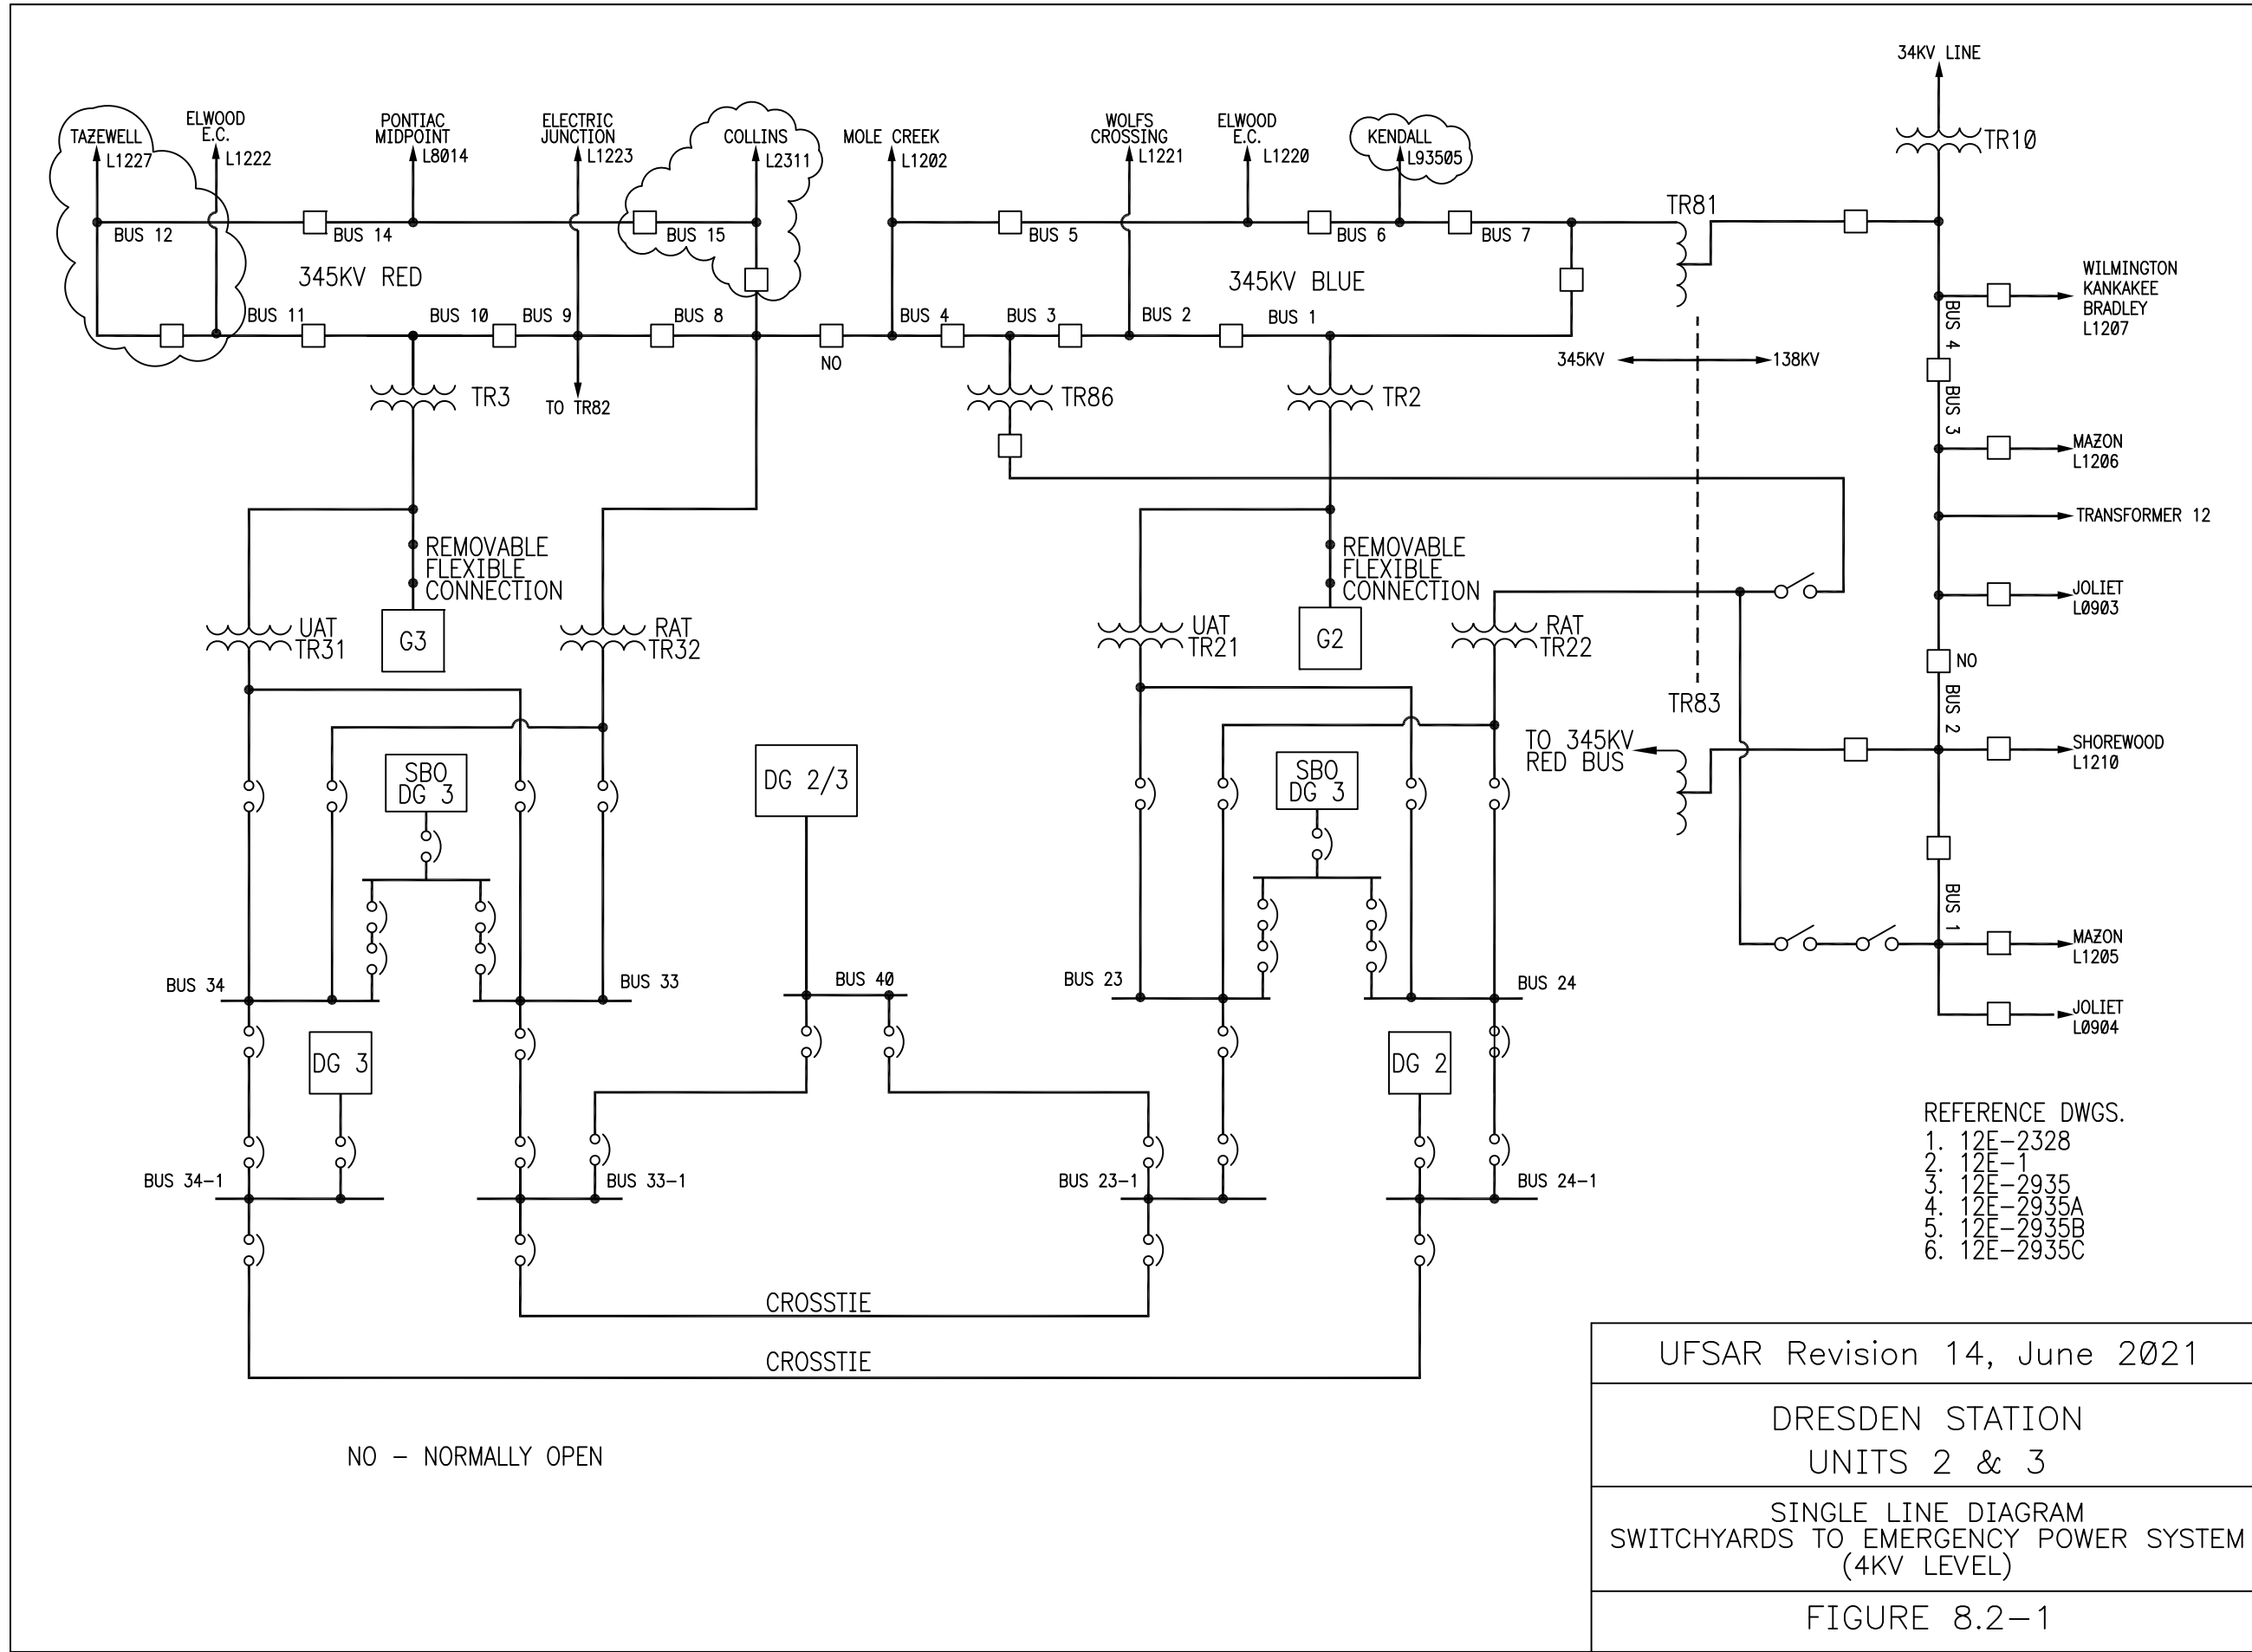 34KV LINE
TR10
TAZEWELL
L1227
ELWOOD
E.C.
L1222
PONTIAC
MIDPOINT
L8014
ELECTRIC
JUNCTION
L1223
COLLINS
L2311
MOLE CREEK
L1202
WOLFS
CROSSING
L1221
ELWOOD
E.C.
L1220
KENDALL
L93505
TR81
BUS 12
BUS 14
BUS 15
BUS 5
BUS 6
BUS 7
345KV RED
345KV BLUE
WILMINGTON
KANKAKEE
BRADLEY
L1207
BUS 11
BUS 10
BUS 9
BUS 8
NO
BUS 4
BUS 3
BUS 2
BUS 1
BUS 4
345KV
138KV
TR3
TO TR82
TR86
TR2
BUS 3
MAZON
L1206
TRANSFORMER 12
REMOVABLE
FLEXIBLE
CONNECTION
REMOVABLE
FLEXIBLE
CONNECTION
JOLIET
L0903
UAT
TR31
G3
RAT
TR32
UAT
TR21
G2
RAT
TR22
NO
BUS 2
TR83
TO 345KV
RED BUS
SHOREWOOD
L1210
SBO
DG 3
DG 2/3
SBO
DG 3
BUS 1
MAZON
L1205
BUS 34
BUS 33
BUS 40
BUS 23
BUS 24
JOLIET
L0904
DG 3
DG 2
BUS 34-1
BUS 33-1
BUS 23-1
BUS 24-1
REFERENCE DWGS.
1. 12E-2328
2. 12E-1
3. 12E-2935
4. 12E-2935A
5. 12E-2935B
6. 12E-2935C
CROSSTIE
CROSSTIE
NO - NORMALLY OPEN
UFSAR Revision 14, June 2021
DRESDEN STATION
UNITS 2 & 3
SINGLE LINE DIAGRAM
SWITCHYARDS TO EMERGENCY POWER SYSTEM
(4KV LEVEL)
FIGURE 8.2-1